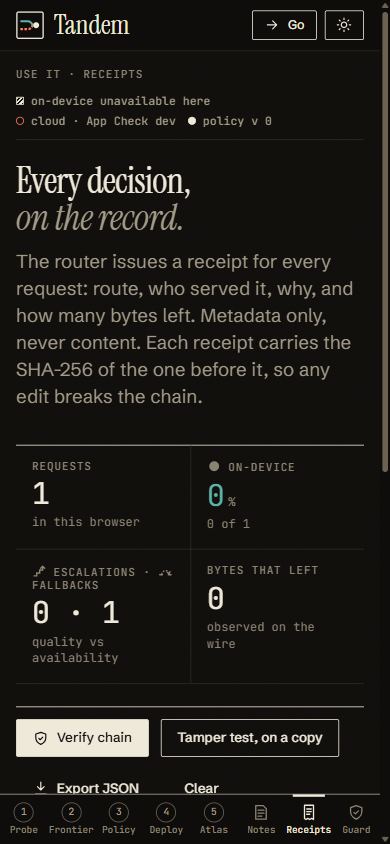 Tandem
Go
USE IT · RECEIPTS
on-device unavailable here
cloud · App Check dev policy v 0
Every decision,
on the record.
The router issues a receipt for every
request: route, who served it, why, and
how many bytes left. Metadata only,
never content. Each receipt carries the
SHA-256 of the one before it, so any
edit breaks the chain.
REQUESTS
1
in this browser
ON-DEVICE
0%
0 of 1
ESCALATIONS ·
FALLBACKS
0 · 1
quality vs
availability
BYTES THAT LEFT
0
observed on the
wire
Verify chain
Tamper test, on a copy
Export JSON
Clear
1 2 3 4 5
Probe Frontier Policy Deploy Atlas Notes Receipts Guard